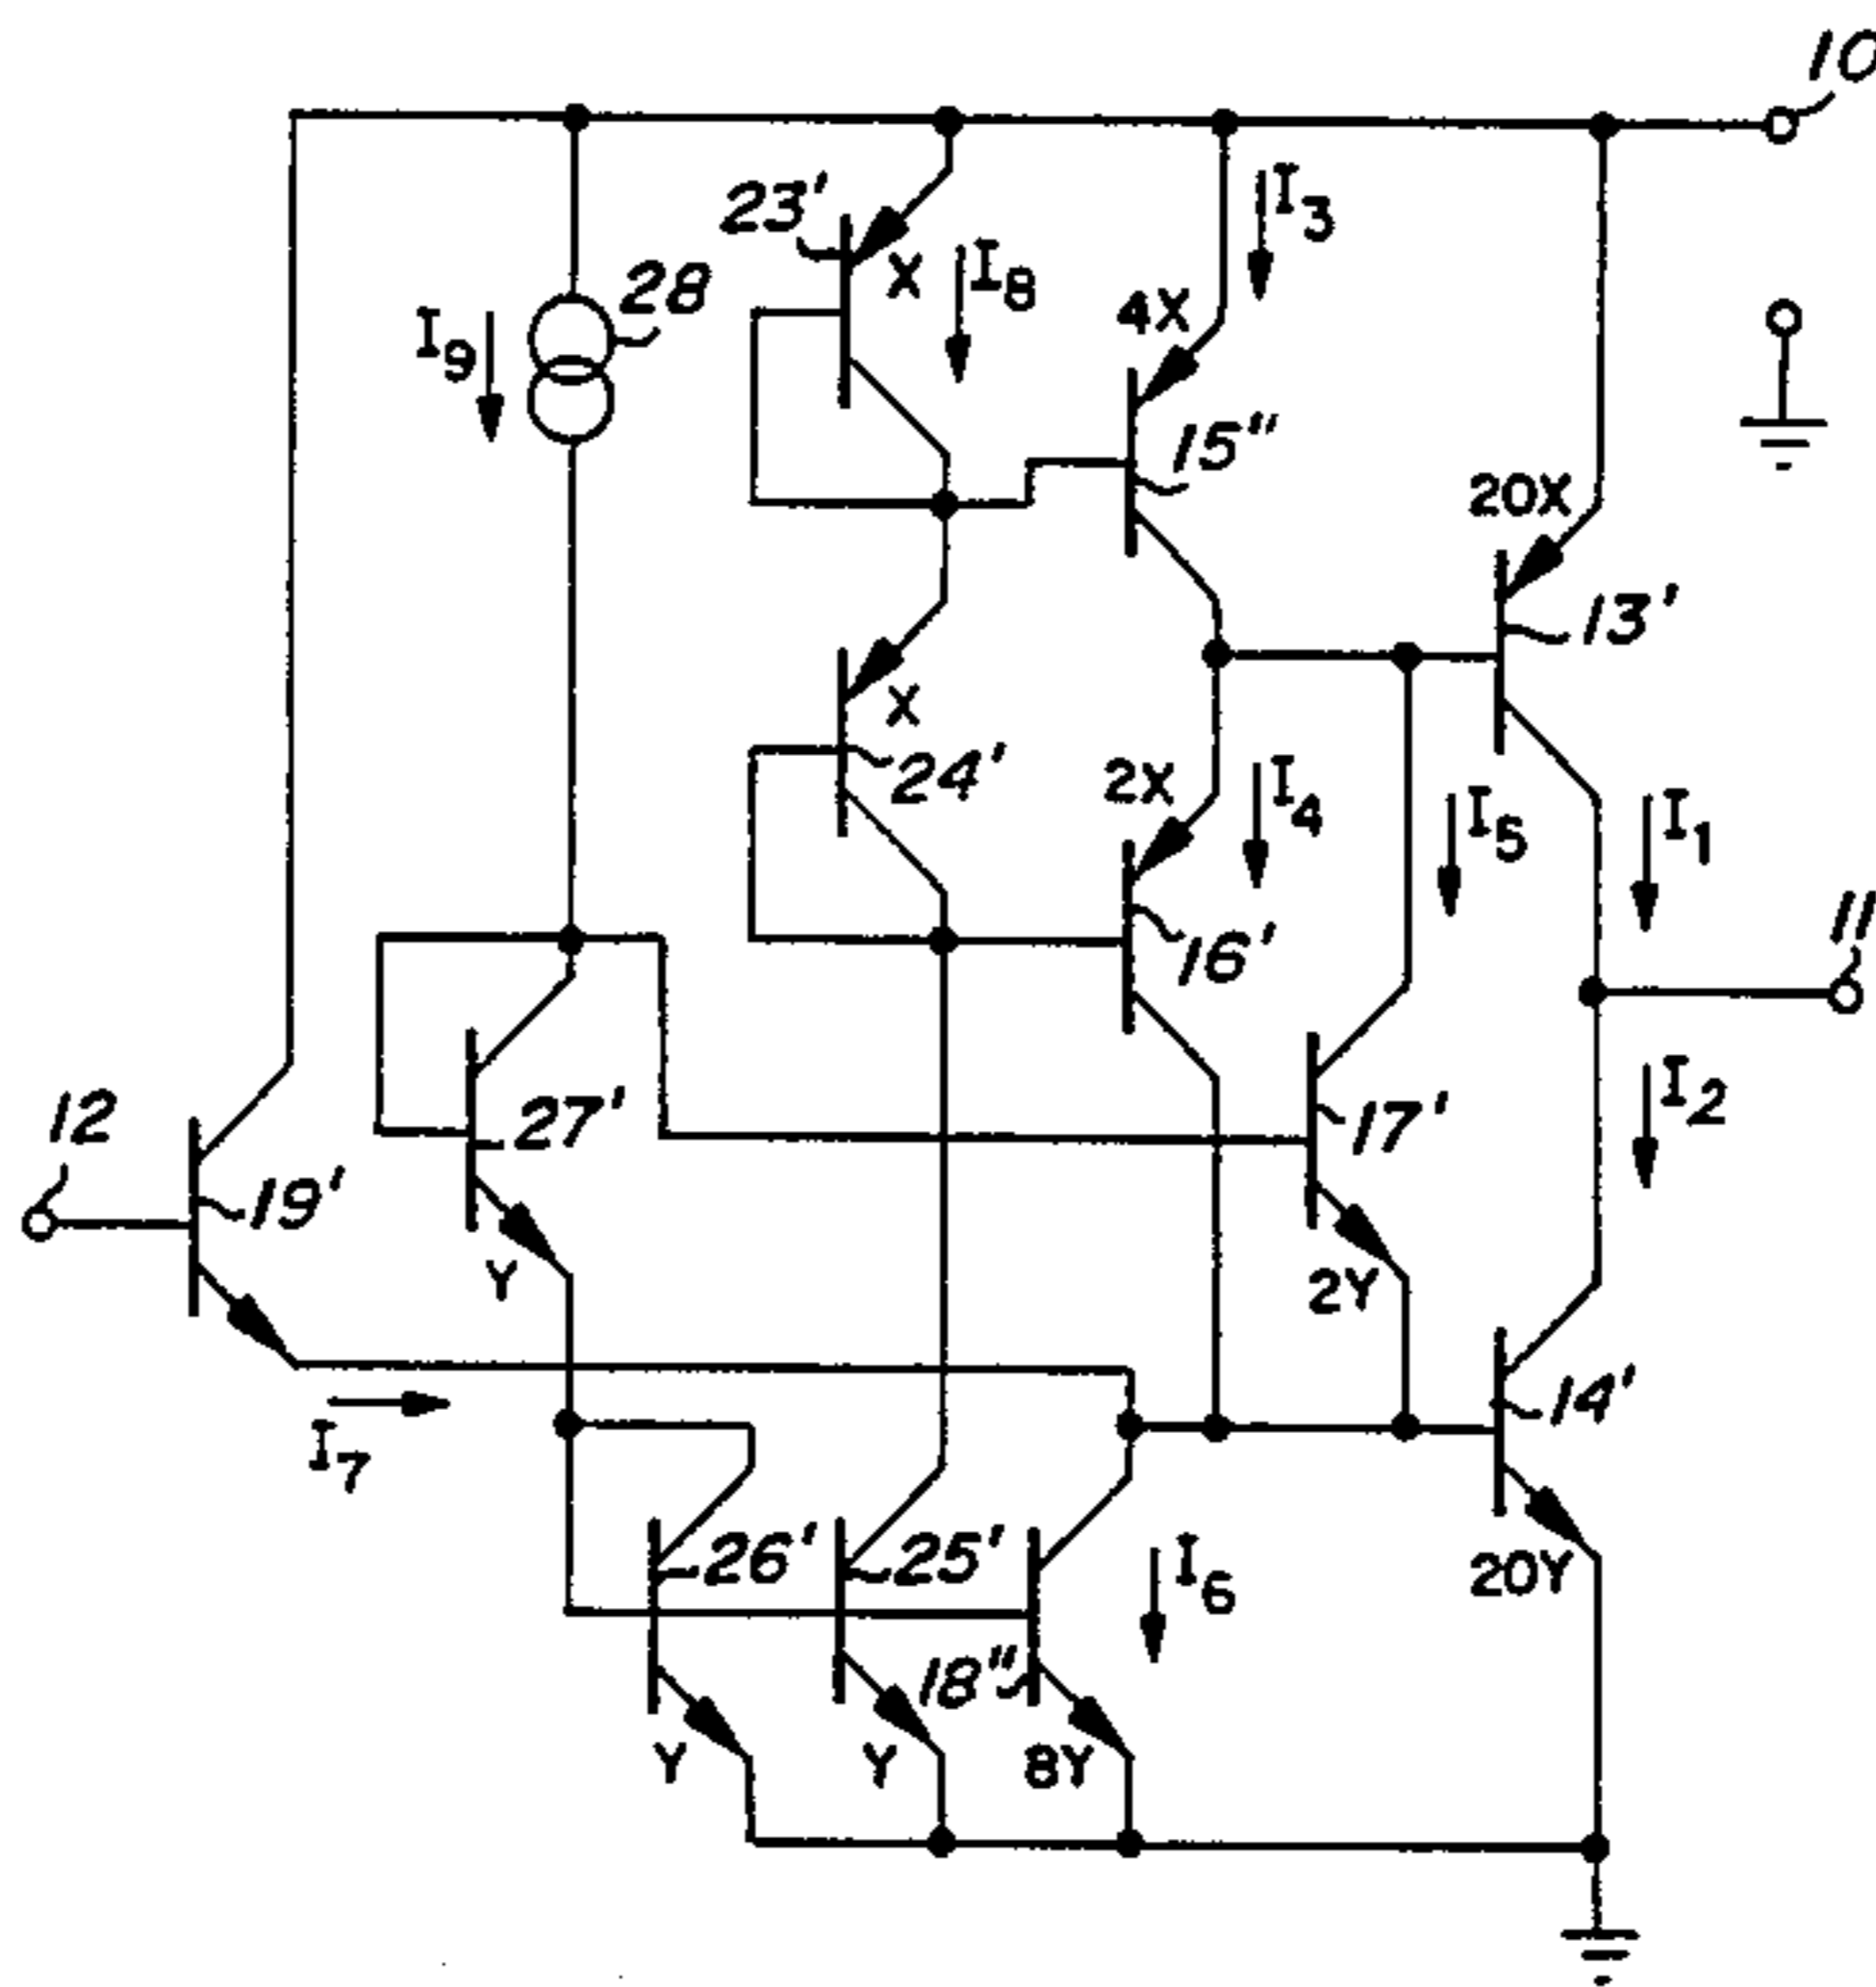 10
23'
I3
28
X
I8
4X
I9
15"
20X
13'
X
24'
2X
I4
I5
I1
11
16'
12
27'
17'
I2
19'
Y
2Y
14'
I7
26'
25'
I6
20Y
18"
Y
Y
8Y